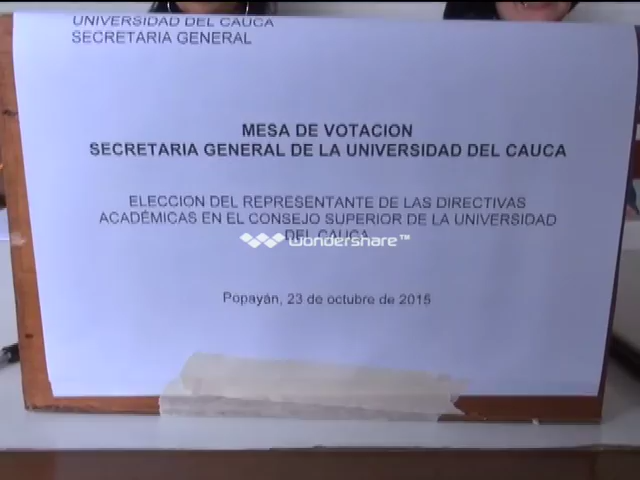 UNIVERSIDAD DEL CAUCA
SECRETARIA GENERAL
MESA DE VOTACION
SECRETARIA GENERAL DE LA UNIVERSIDAD DEL CAUCA
ELECCION DEL REPRESENTANTE DE LAS DIRECTIVAS
ACADÉMICAS EN EL CONSEJO SUPERIOR DE LA UNIVERSIDAD
DEL CAUCA
wondershare™
Popayán, 23 de octubre de 2015